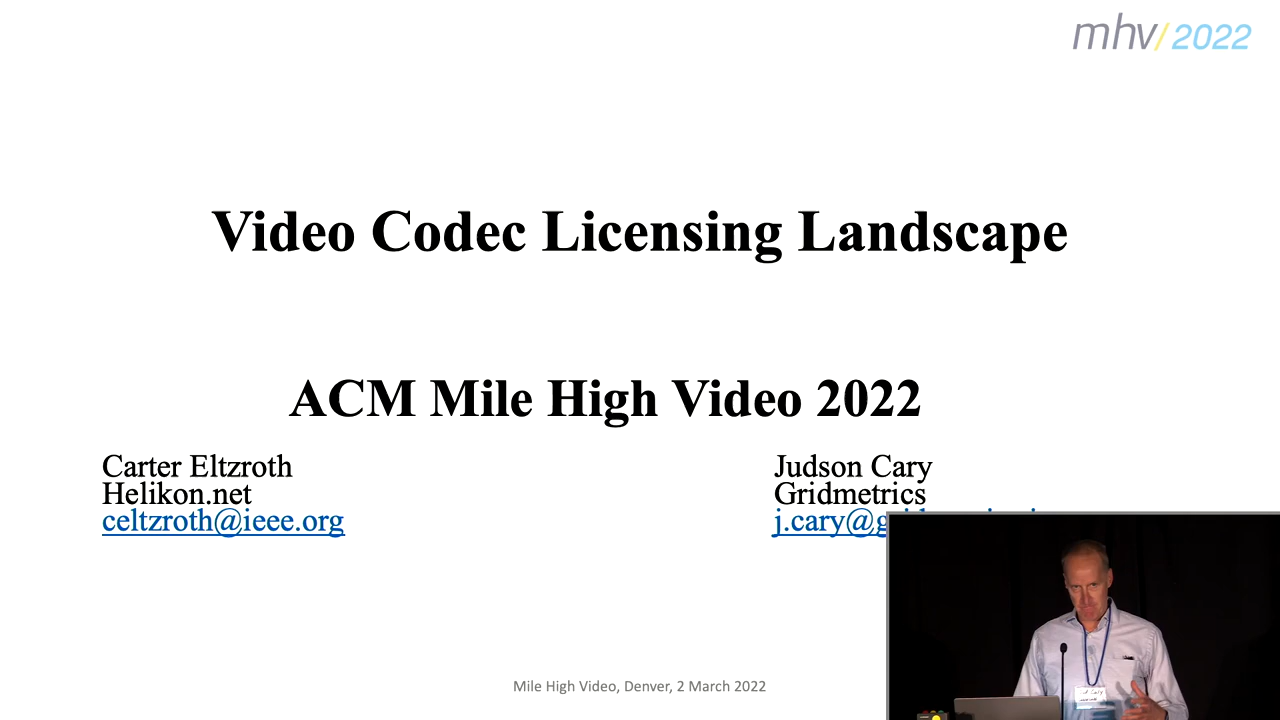 mhv/2022
Video Codec Licensing Landscape
ACM Mile High Video 2022
Carter Eltzroth
Helikon.net
celtzroth@ieee.org
Judson Cary
Gridmetrics
Mile High Video, Denver, 2 March 2022